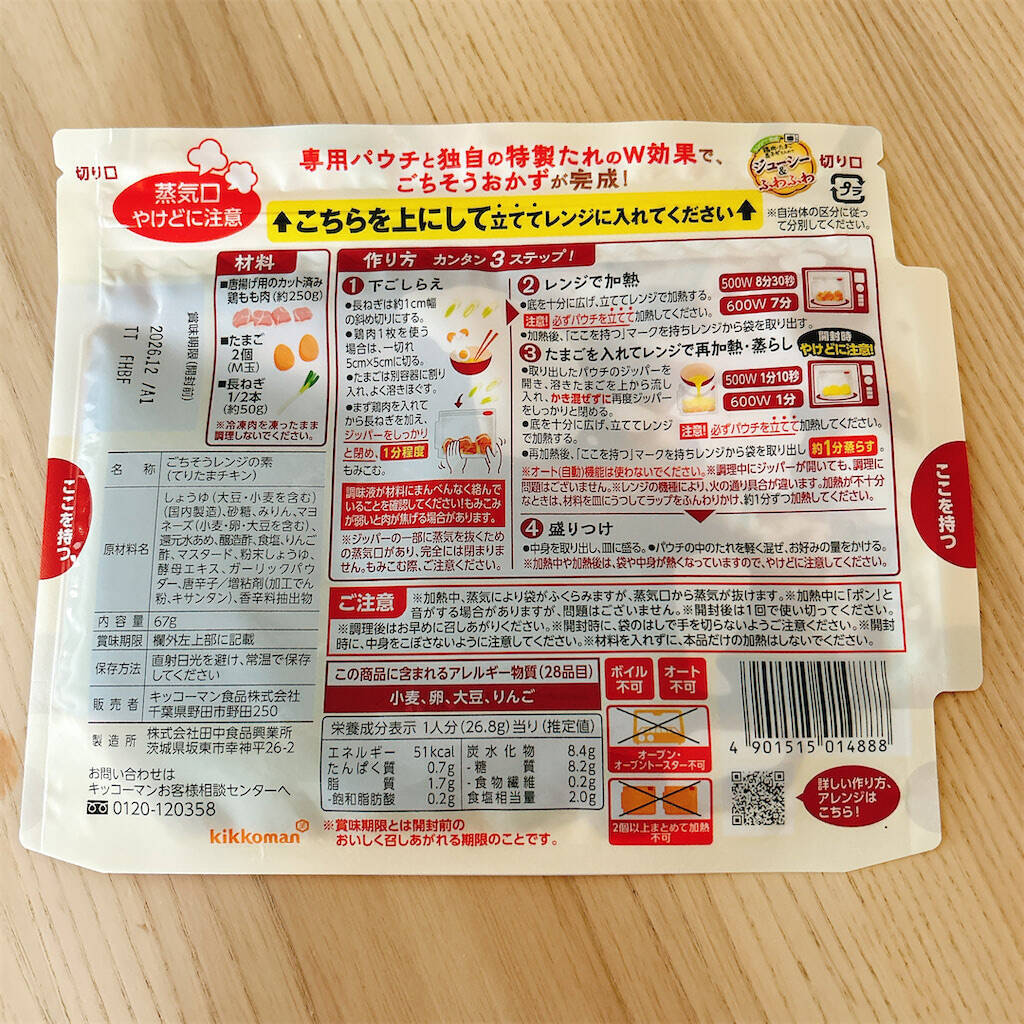 切り口
蒸気口
やけどに注意
専用パウチと独自の特製たれのW効果で、
ごちそうおかずが完成!
ジューシー
&
ふわふわ
切り口
プラ
※自治体の区分に従っ
て分別してください。
こちらを上にして立ててレンジに入れてください
賞味期限(開封前)
2026.12 /A1
TT FHBF
材料
■唐揚げ用のカット済み
鶏もも肉(約250g)
■たまご
2個
(M玉)
■長ねぎ
1/2本
(約50g)
※冷凍肉を凍ったまま
調理しないでください。
作り方 カンタン3ステップ!
1 下ごしらえ
●長ねぎは約1cm幅
の斜め切りにする。
●鶏肉1枚を使う
場合は、一切れ
5cm×5cmに切る。
●たまごは別容器に割り
入れ、よく溶きほぐす。
●まず鶏肉を入れて
から長ねぎを加え、
ジッパーをしっかり
と閉め、1分程度
もみこむ。
調味液が材料にまんべんなく絡んで
いることを確認してください!もみこみ
が弱いと肉が焦げる場合があります。
※ジッパーの一部に蒸気を抜くため
の蒸気口があり、完全には閉まりま
せん。もみこむ際、ご注意ください。
2 レンジで加熱
●底を十分に広げ、立ててレンジで加熱する。
注意! 必ずパウチを立てて加熱してください。
●加熱後、「ここを持つ」マークを持ちレンジから袋を取り出す。
500W 8分30秒
600W 7分
3 たまごを入れてレンジで再加熱・蒸らし
開封時
やけどに注意!
●取り出したパウチのジッパー
を開き、溶きたまごを上から流し
入れ、かき混ぜずに再度ジッパー
をしっかりと閉める。
●底を十分に広げ、立ててレンジ
で加熱する。
500W 1分10秒
600W 1分
注意! 必ずパウチを立てて加熱してください。
●再加熱後、「ここを持つ」マークを持ちレンジから袋を取り出し約1分蒸らす。
※オート(自動)機能は使わないでください。※調理中にジッパーが開いても、調理に
問題はございません。※レンジの機種により、火の通り具合が違います。加熱が不十分
なときは、材料を皿にうつしてラップをふんわりかけ、約1分ずつ加熱してください。
4 盛りつけ
●中身を取り出し、皿に盛る。●パウチの中のたれを軽く混ぜ、お好みの量をかける。
※加熱中や加熱後は、袋や中身が熱くなっていますので、やけどに注意してください。
ここを持つ
ここを持つ
名称 ごちそうレンジの素
(てりたまチキン)
原材料名 しょうゆ(大豆・小麦を含む)
(国内製造)、砂糖、みりん、マヨ
ネーズ(小麦・卵・大豆を含む)、
還元水あめ、醸造酢、食塩、りんご
酢、マスタード、粉末しょうゆ、
酵母エキス、ガーリックパウ
ダー、唐辛子/増粘剤(加工でん
粉、キサンタン)、香辛料抽出物
内容量 67g
賞味期限 欄外左上部に記載
保存方法 直射日光を避け、常温で保存
してください
販売者 キッコーマン食品株式会社
千葉県野田市野田250
製造所 株式会社田中食品興業所
茨城県坂東市幸神平26-2
お問い合わせは
キッコーマンお客様相談センターへ
0120-120358
kikkoman
ご注意 ※加熱中、蒸気により袋がふくらみますが、蒸気口から蒸気が抜けます。※加熱中に「ポン」と
音がする場合がありますが、問題はございません。※開封後は1回で使い切ってください。
※調理後はお早めに召しあがりください。※開封時に、袋のはしで手を切らないようご注意ください。※開封
時に、中身をこぼさないように注意してください。※材料を入れずに、本品だけの加熱はしないでください。
この商品に含まれるアレルギー物質(28品目)
小麦、卵、大豆、りんご
栄養成分表示 1人分(26.8g)当り(推定値)
エネルギー 51kcal 炭水化物 8.4g
たんぱく質 0.7g -糖質 8.2g
脂質 1.7g -食物繊維 0.2g
-飽和脂肪酸 0.2g 食塩相当量 2.0g
※賞味期限とは開封前の
おいしく召しあがれる期限のことです。
ボイル
不可
オート
不可
オーブン・
オーブントースター不可
2個以上まとめて加熱
不可
4 901515 014888
詳しい作り方、
アレンジは
こちら!